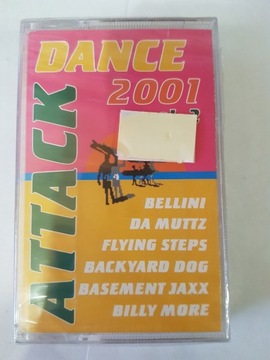 DANCE
2001
ATTACK
BELLINI
DA MUTTZ
FLYING STEPS
BACKYARD DOG
BASEMENT JAXX
BILLY MORE